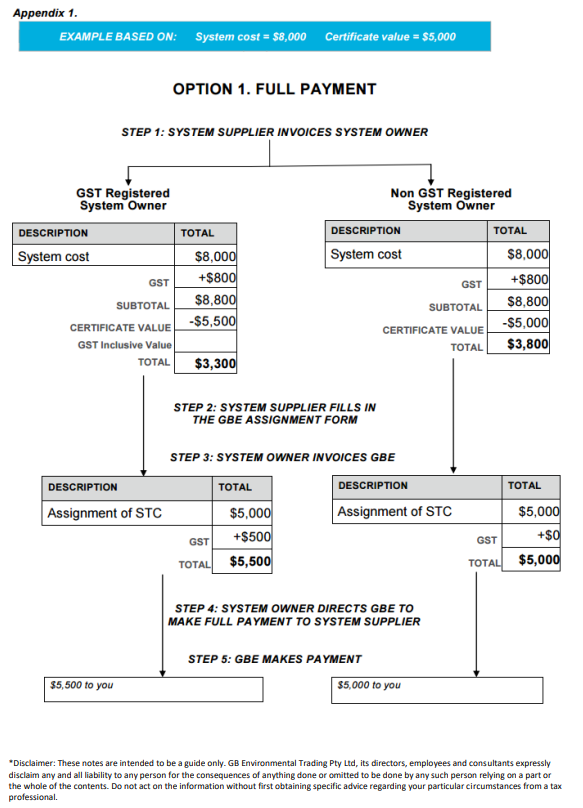 Appendix 1.
EXAMPLE BASED ON: System cost = $8,000 Certificate value = $5,000
OPTION 1. FULL PAYMENT
STEP 1: SYSTEM SUPPLIER INVOICES SYSTEM OWNER
GST Registered
System Owner
DESCRIPTION TOTAL
System cost $8,000
GST +$800
SUBTOTAL $8,800
CERTIFICATE VALUE -$5,500
GST Inclusive Value
TOTAL $3,300
Non GST Registered
System Owner
DESCRIPTION TOTAL
System cost $8,000
GST +$800
SUBTOTAL $8,800
CERTIFICATE VALUE -$5,000
TOTAL $3,800
STEP 2: SYSTEM SUPPLIER FILLS IN
THE GBE ASSIGNMENT FORM
STEP 3: SYSTEM OWNER INVOICES GBE
DESCRIPTION TOTAL
Assignment of STC $5,000
GST +$500
TOTAL $5,500
DESCRIPTION TOTAL
Assignment of STC $5,000
GST +$0
TOTAL $5,000
STEP 4: SYSTEM OWNER DIRECTS GBE TO
MAKE FULL PAYMENT TO SYSTEM SUPPLIER
STEP 5: GBE MAKES PAYMENT
$5,500 to you
$5,000 to you
*Disclaimer: These notes are intended to be a guide only. GB Environmental Trading Pty Ltd, its directors, employees and consultants expressly
disclaim any and all liability to any person for the consequences of anything done or omitted to be done by any such person relying on a part or
the whole of the contents. Do not act on the information without first obtaining specific advice regarding your particular circumstances from a tax
professional.